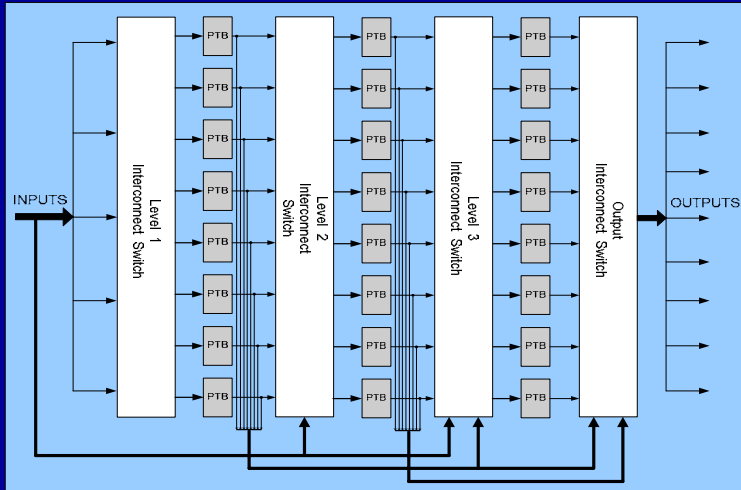 INPUTS
Level 1
Interconnect Switch
PTB
PTB
PTB
PTB
PTB
PTB
PTB
PTB
Level 2
Interconnect
Switch
PTB
PTB
PTB
PTB
PTB
PTB
PTB
PTB
Level 3
Interconnect Switch
PTB
PTB
PTB
PTB
PTB
PTB
PTB
PTB
Output
Interconnect Switch
OUTPUTS